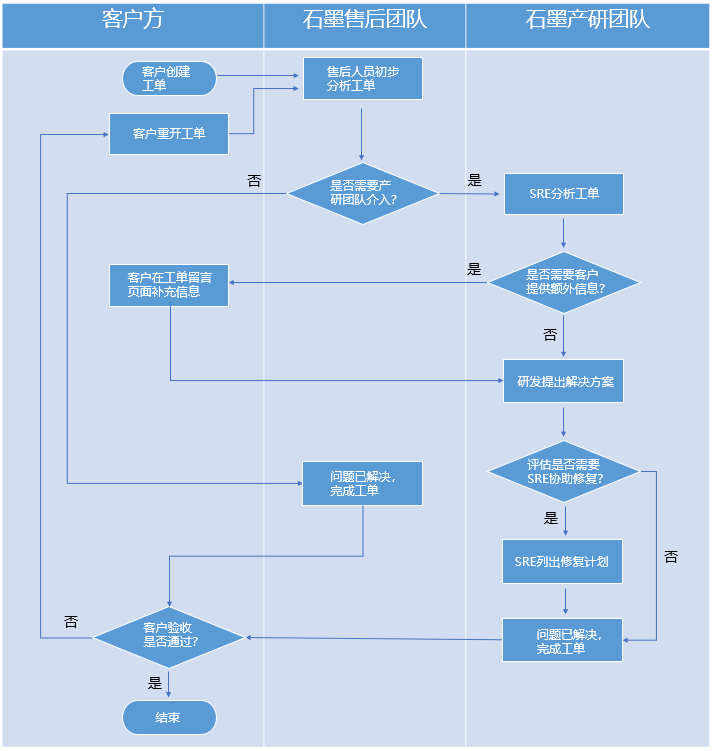 客户方
石墨售后团队
石墨产研团队
客户创建
工单
售后人员初步
分析工单
客户重开工单
否
是否需要产
研团队介入？
是
SRE分析工单
客户在工单留言
页面补充信息
是
是否需要客户
提供额外信息？
否
研发提出解决方案
问题已解决，
完成工单
评估是否需要
SRE协助修复？
是
否
SRE列出修复计划
否
客户验收
是否通过？
问题已解决，
完成工单
是
结束